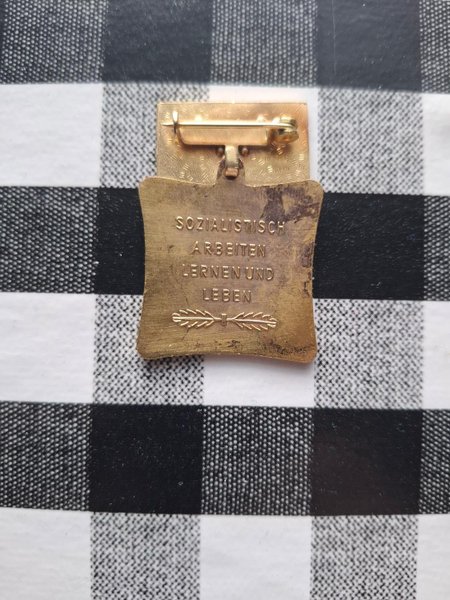 SOZIALISTISCH
ARBEITEN
LERNEN UND
LEBEN